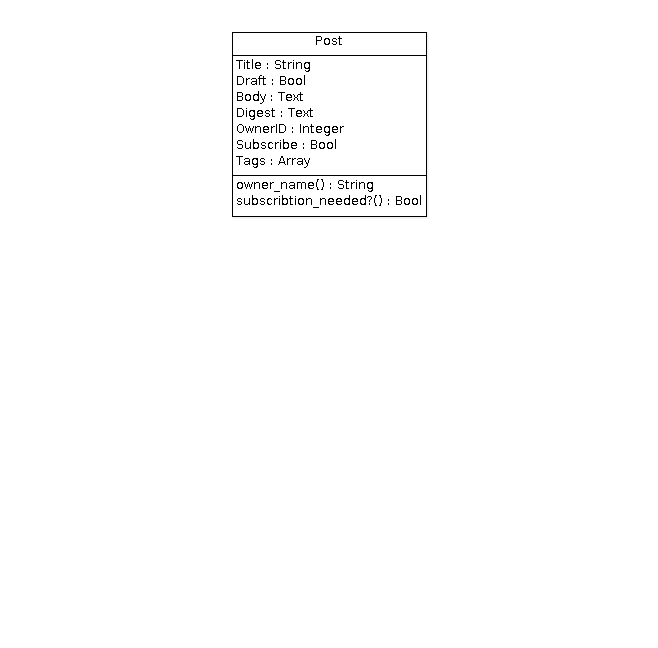 Post
Title : String
Draft : Bool
Body : Text
Digest : Text
OwnerID : Integer
Subscribe : Bool
Tags : Array
owner_name() : String
subscribtion_needed?() : Bool